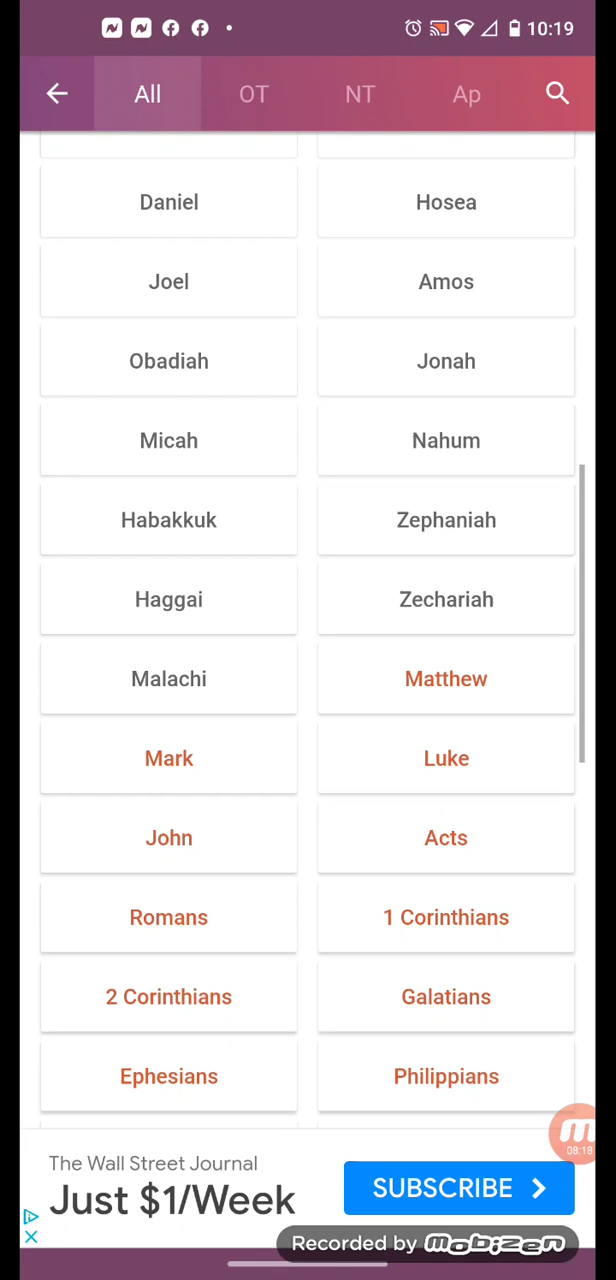 10:19
All OT NT Ap
Daniel Hosea
Joel Amos
Obadiah Jonah
Micah Nahum
Habakkuk Zephaniah
Haggai Zechariah
Malachi Matthew
Mark Luke
John Acts
Romans 1 Corinthians
2 Corinthians Galatians
Ephesians Philippians
08:18
The Wall Street Journal
Just $1/Week
SUBSCRIBE
Recorded by mobizen